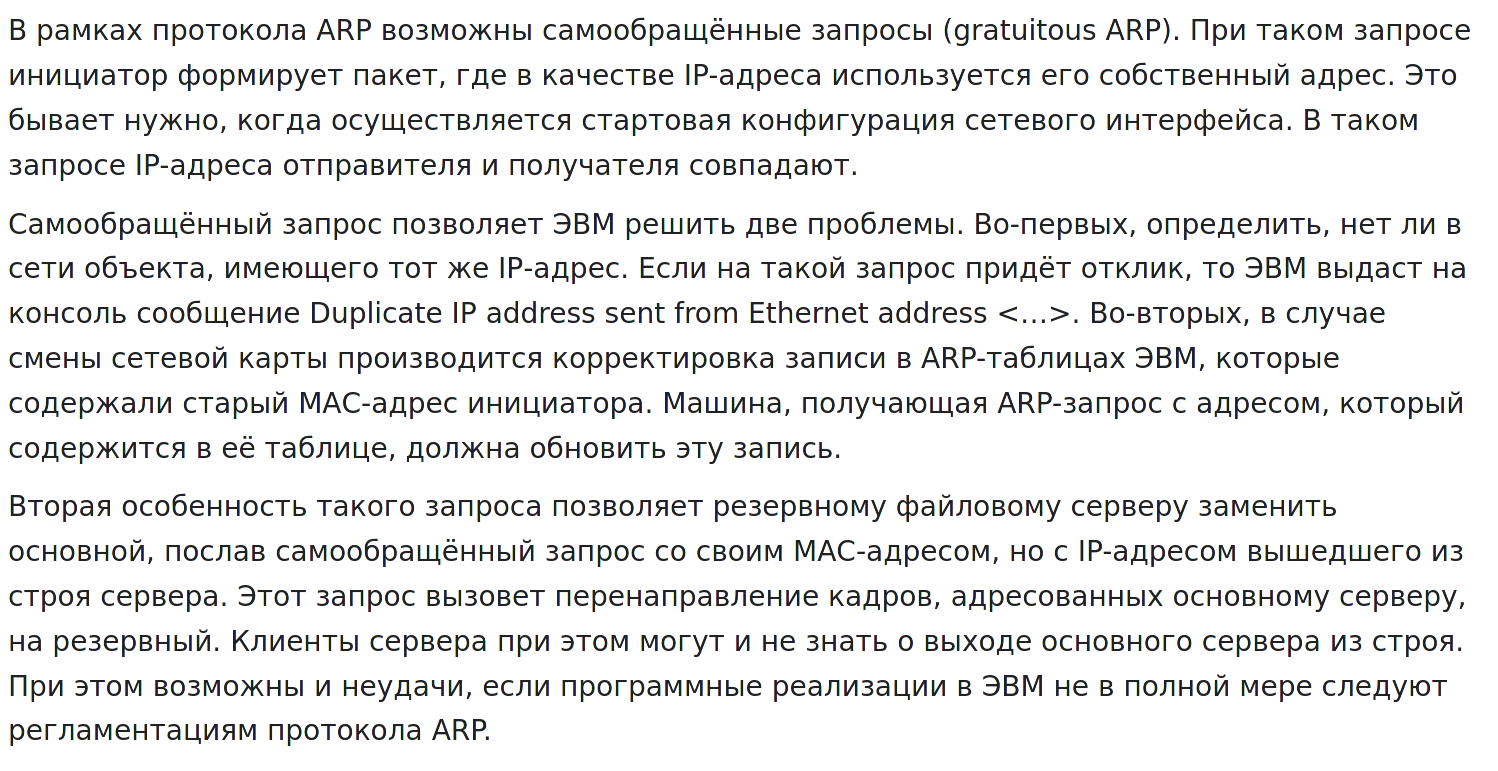 В рамках протокола ARP возможны самообращённые запросы (gratuitous ARP). При таком запросе
инициатор формирует пакет, где в качестве IP-адреса используется его собственный адрес. Это
бывает нужно, когда осуществляется стартовая конфигурация сетевого интерфейса. В таком
запросе IP-адреса отправителя и получателя совпадают.
Самообращённый запрос позволяет ЭВМ решить две проблемы. Во-первых, определить, нет ли в
сети объекта, имеющего тот же IP-адрес. Если на такой запрос придёт отклик, то ЭВМ выдаст на
консоль сообщение Duplicate IP address sent from Ethernet address <...>. Во-вторых, в случае
смены сетевой карты производится корректировка записи в ARP-таблицах ЭВМ, которые
содержали старый MAC-адрес инициатора. Машина, получающая ARP-запрос с адресом, который
содержится в её таблице, должна обновить эту запись.
Вторая особенность такого запроса позволяет резервному файловому серверу заменить
основной, послав самообращённый запрос со своим MAC-адресом, но с IP-адресом вышедшего из
строя сервера. Этот запрос вызовет перенаправление кадров, адресованных основному серверу,
на резервный. Клиенты сервера при этом могут и не знать о выходе основного сервера из строя.
При этом возможны и неудачи, если программные реализации в ЭВМ не в полной мере следуют
регламентациям протокола ARP.